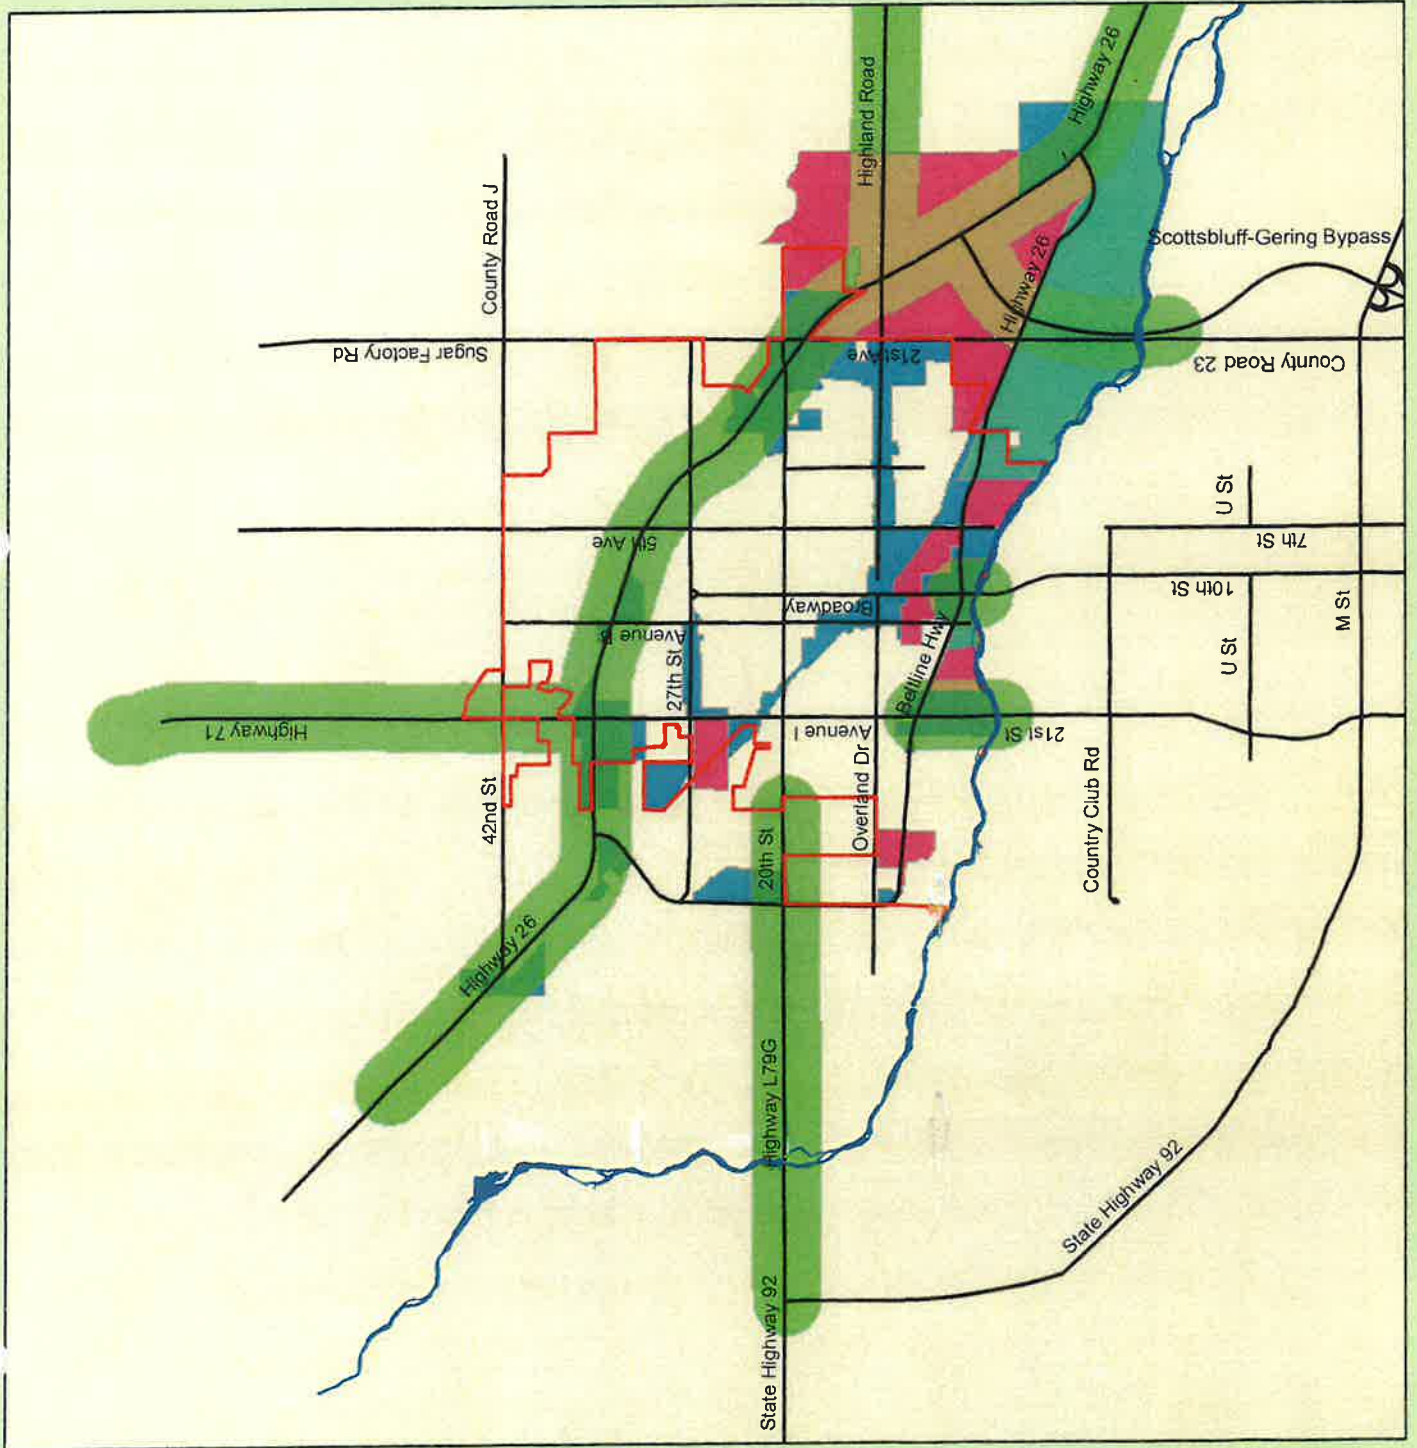 Highway 26
Highland Road
County Road J
Scottsbluff-Gering Bypass
Highway 26
Sugar Factory Rd
21st Ave
County Road 23
U St
5th Ave
7th St
10th St
Broadway
M St
Avenue B
27th St
U St
Beltline Hwy
Highway 71
Avenue I
21st St
42nd St
Overland Dr
Country Club Rd
20th St
Highway 26
Highway L79G
State Highway 92
State Highway 92